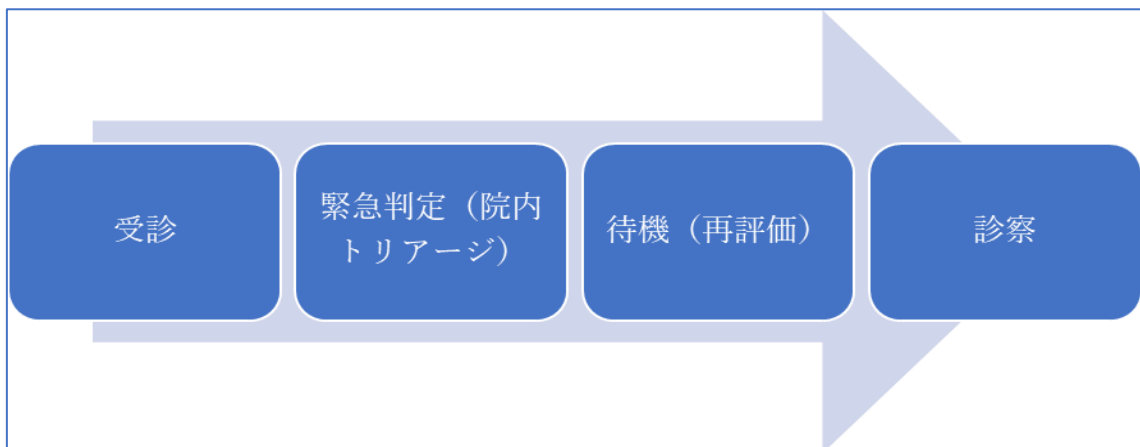 受診
緊急判定（院内
トリアージ）
待機（再評価）
診察